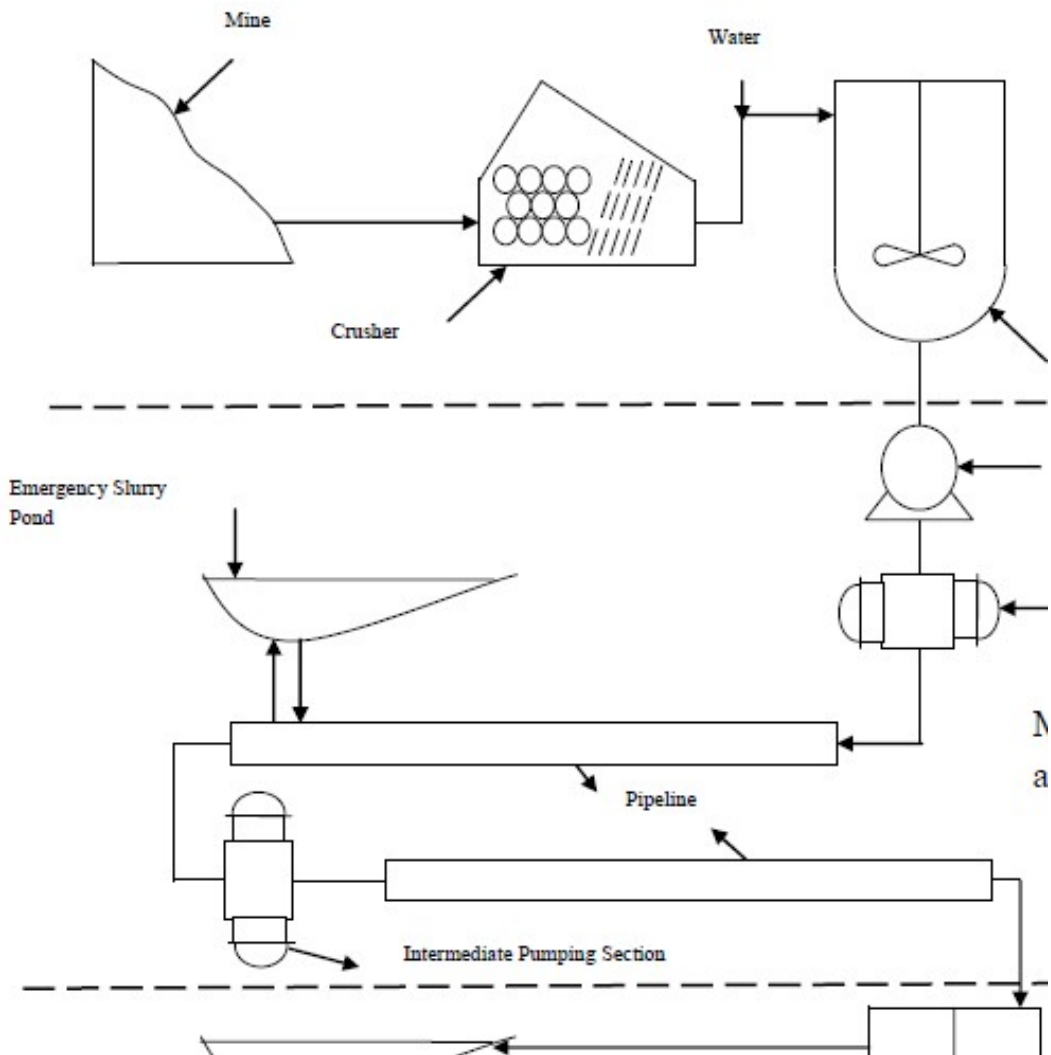 Mine
Water
Crusher
Emergency Slurry
Pond
M
a
Pipeline
Intermediate Pumping Section